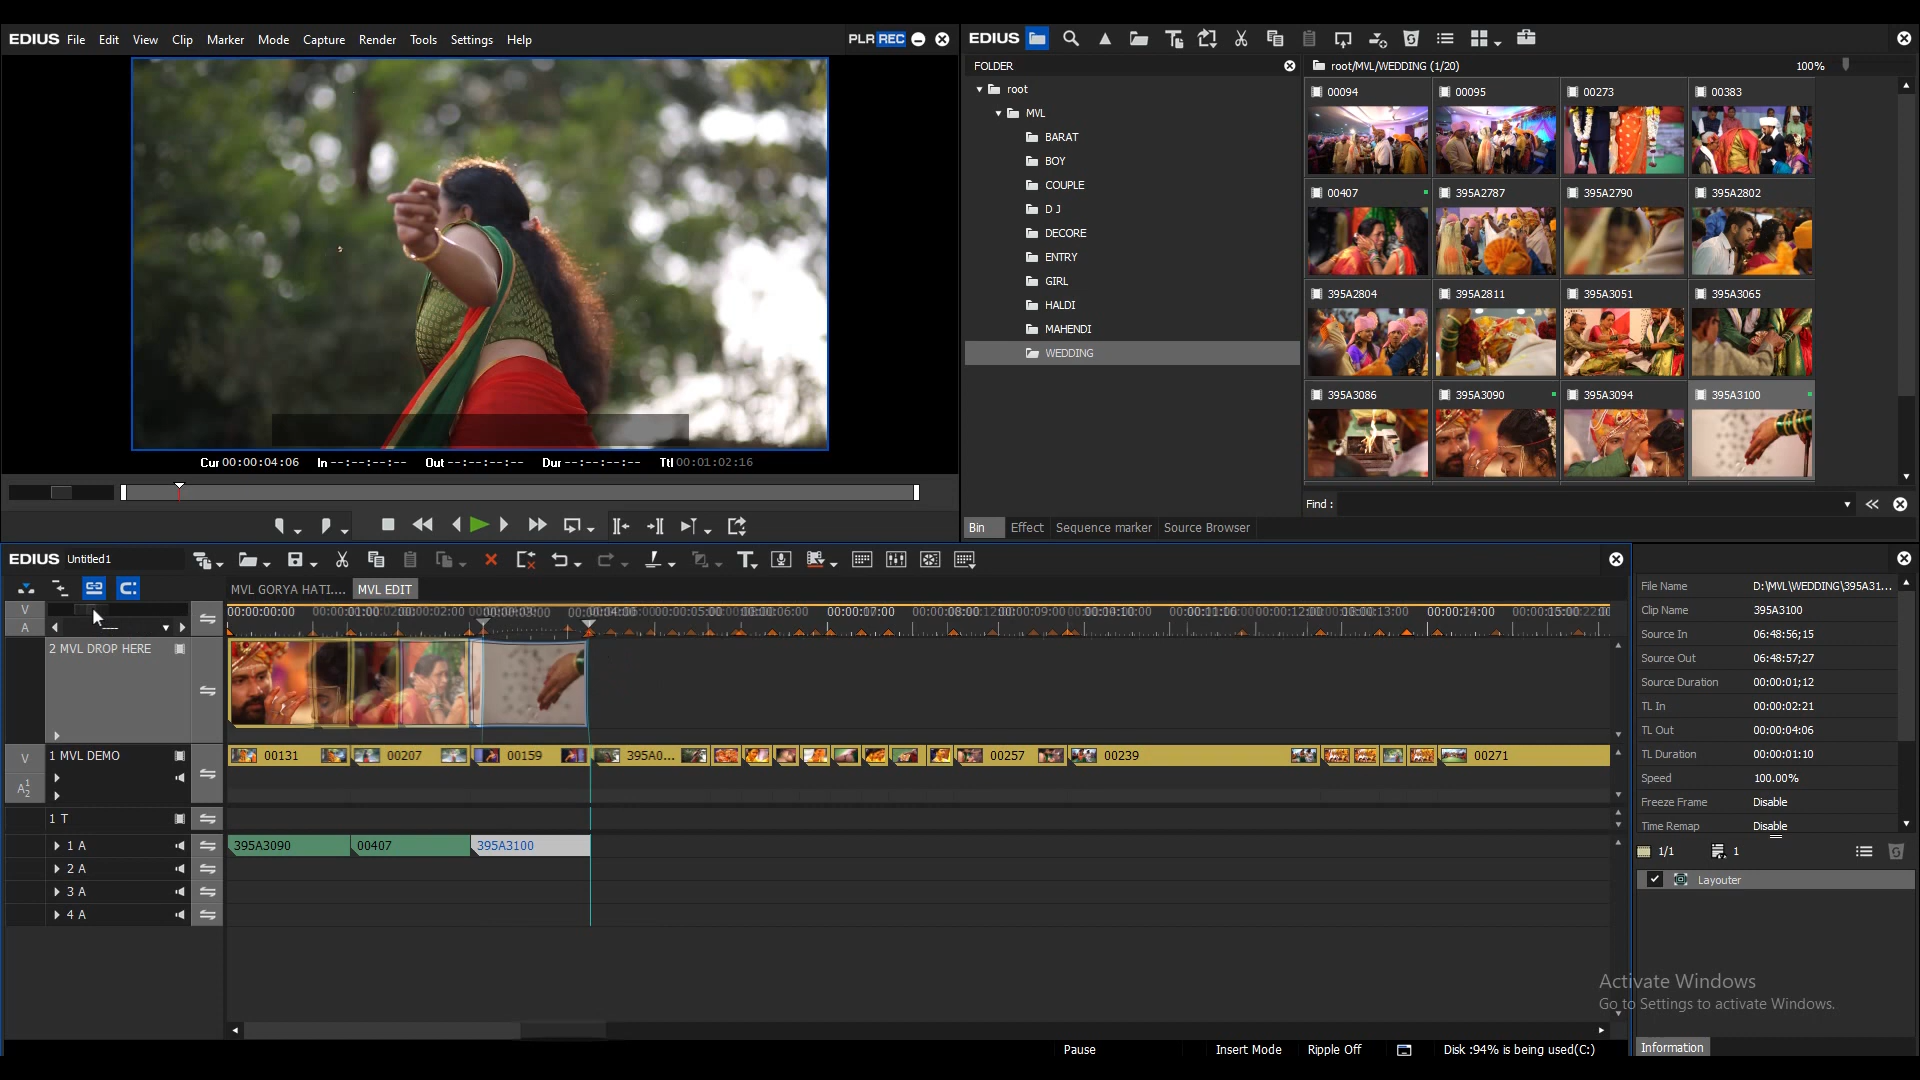 EDIUS File Edit View Clip Marker Mode Capture Render Tools Settings Help PLR REC
EDIUS
FOLDER
root
MVL
BARAT
BOY
COUPLE
D J
DECORE
ENTRY
GIRL
HALDI
MAHENDI
WEDDING
root/MVL/WEDDING (1/20) 100%
00094 00095 00273 00383
00407 395A2787 395A2790 395A2802
395A2804 395A2811 395A3051 395A3065
395A3086 395A3090 395A3094 395A3100
Find :
Bin Effect Sequence marker Source Browser
Cur 00:00:04:06 In --:--:--:-- Out --:--:--:-- Dur --:--:--:-- Ttl 00:01:02:16
EDIUS Untitled1
MVL GORYA HATI.... MVL EDIT
V
A
00:00:00:00 00:00:07:00 00:00:14:00
2 MVL DROP HERE
V 1 MVL DEMO
A 1 2
00131 00207 00159 395A0... 00257 00239 00271
1 T
1 A 395A3090 00407 395A3100
2 A
3 A
4 A
File Name D:\MVL\WEDDING\395A31...
Clip Name 395A3100
Source In 06:48:56;15
Source Out 06:48:57;27
Source Duration 00:00:01;12
TL In 00:00:02:21
TL Out 00:00:04:06
TL Duration 00:00:01:10
Speed 100.00%
Freeze Frame Disable
Time Remap Disable
1/1 1
Layouter
Activate Windows
Go to Settings to activate Windows.
Information
Pause Insert Mode Ripple Off Disk :94% is being used(C:)